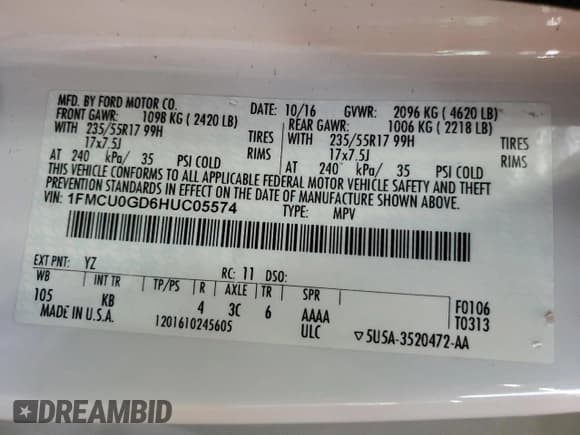 MFD. BY FORD MOTOR CO.
DATE: 10/16 GVWR: 2096 KG ( 4620 LB)
FRONT GAWR: 1098 KG ( 2420 LB) REAR GAWR: 1006 KG ( 2218 LB)
WITH 235/55R17 99H TIRES WITH 235/55R17 99H TIRES
17x7.5J RIMS 17x7.5J RIMS
AT 240 kPa/ 35 PSI COLD AT 240 kPa/ 35 PSI COLD
THIS VEHICLE CONFORMS TO ALL APPLICABLE FEDERAL MOTOR VEHICLE SAFETY AND THEFT
PREVENTION STANDARDS IN EFFECT ON THE DATE OF MANUFACTURE SHOWN ABOVE.
VIN: 1FMCU0GD6HUC05574 TYPE: MPV
EXT PNT: YZ RC: 11 DSO:
WB INT TR TP/PS R AXLE TR SPR
105 KB 4 3C 6 AAAA F0106
MADE IN U.S.A. ULC T0313
1201610245605 ▽5U5A-3520472-AA
DREAMBID